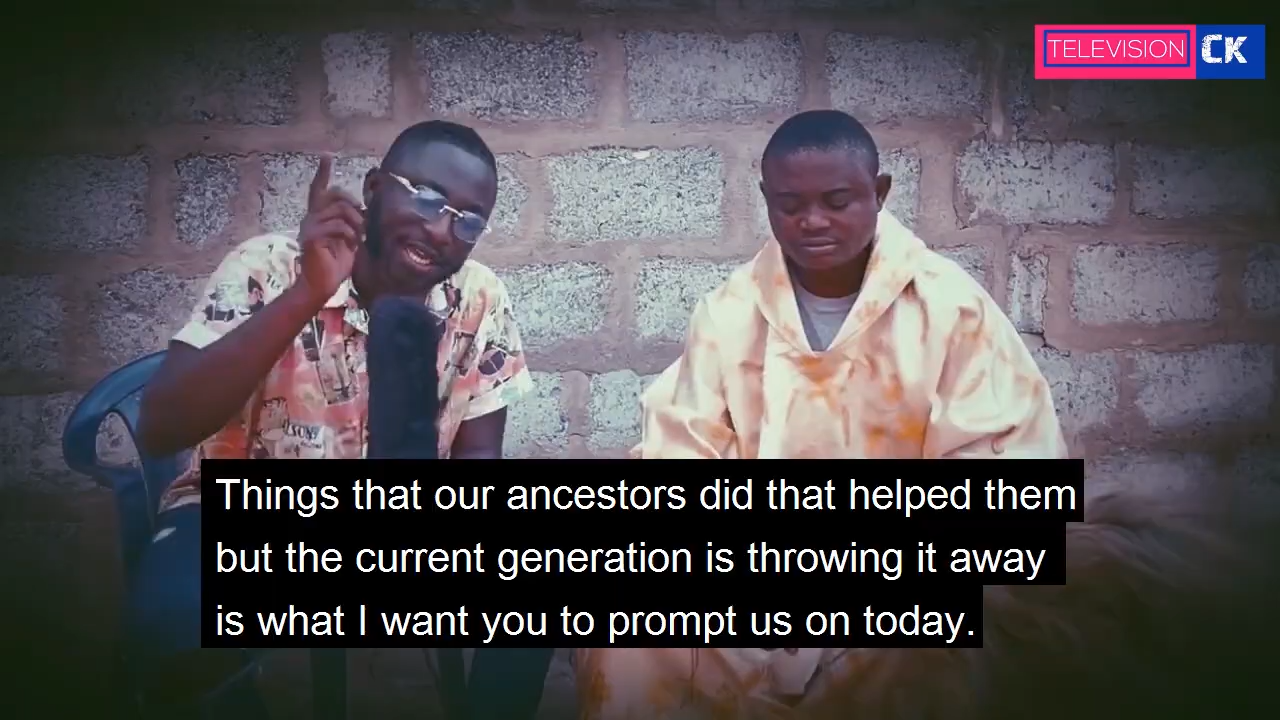 TELEVISION CK
Things that our ancestors did that helped them
but the current generation is throwing it away
is what I want you to prompt us on today.